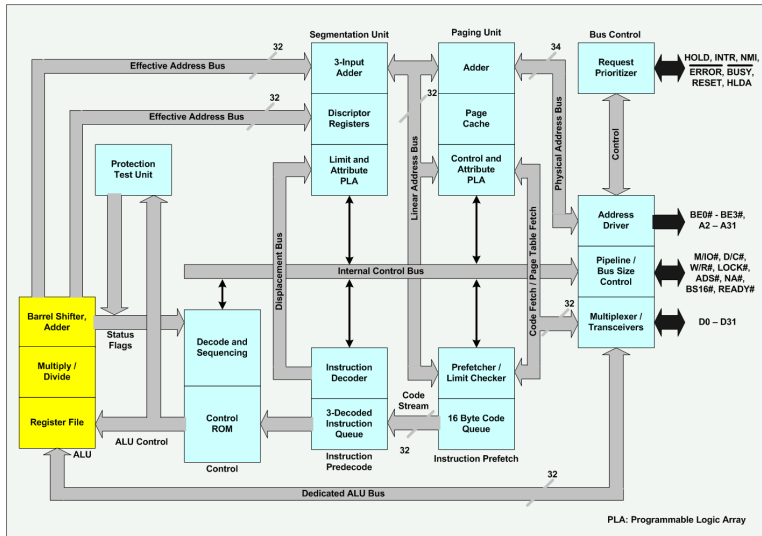 Segmentation Unit
Paging Unit
Bus Control
32
Effective Address Bus
3-Input
Adder
32
Adder
34
Request
Prioritizer
HOLD, INTR, NMI,
ERROR, BUSY,
RESET, HLDA
32
Effective Address Bus
Discriptor
Registers
Page
Cache
Protection
Test Unit
Limit and
Attribute
PLA
Linear Address Bus
Control and
Attribute
PLA
Physical Address Bus
Control
Address
Driver
BE0# - BE3#,
A2 – A31
Displacement Bus
Internal Control Bus
Code Fetch / Page Table Fetch
Pipeline /
Bus Size
Control
M/IO#, D/C#,
W/R#, LOCK#,
ADS#, NA#,
BS16#, READY#
Barrel Shifter,
Adder
Status
Flags
Decode and
Sequencing
32
Multiplexer /
Transceivers
D0 – D31
Multiply /
Divide
Instruction
Decoder
Prefetcher /
Limit Checker
Code
Stream
Register File
ALU Control
Control
ROM
3-Decoded
Instruction
Queue
32
16 Byte Code
Queue
ALU
Control
Instruction
Predecode
Instruction Prefetch
32
Dedicated ALU Bus
PLA: Programmable Logic Array